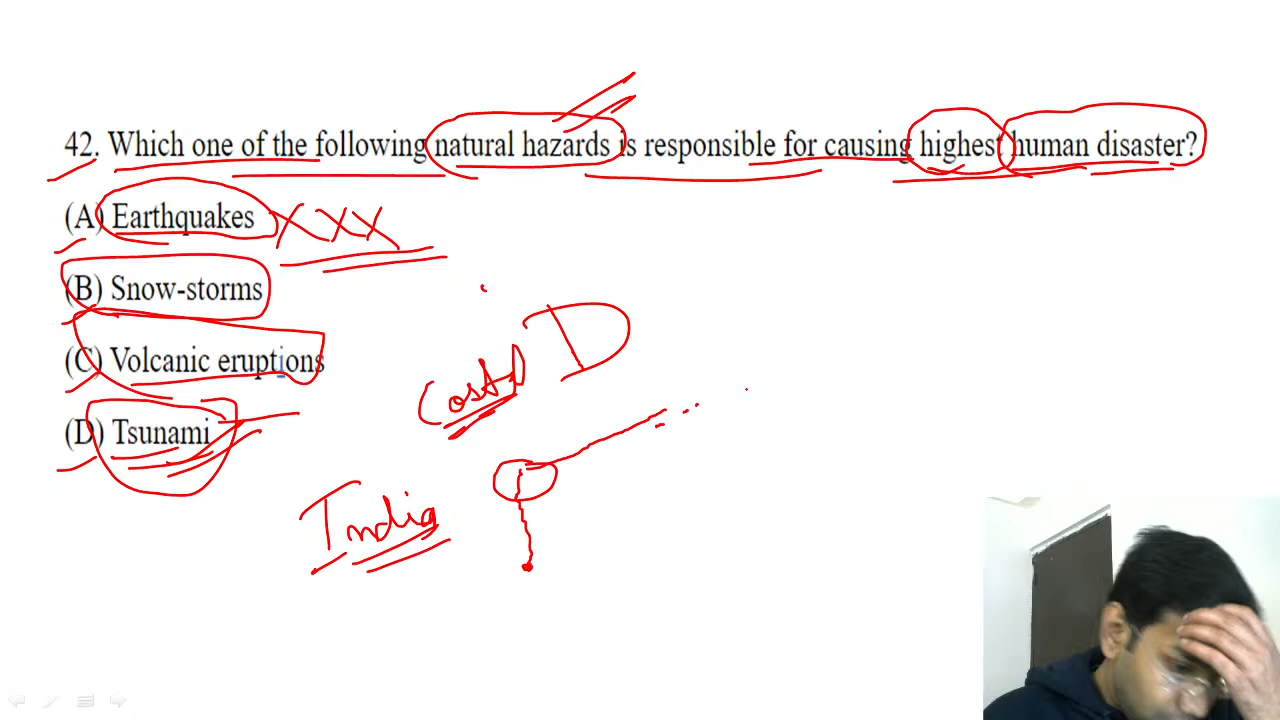 42. Which one of the following natural hazards is responsible for causing highest human disaster?
(A) Earthquakes XXX
(B) Snow-storms
(C) Volcanic eruptions
(D) Tsunami
D
India